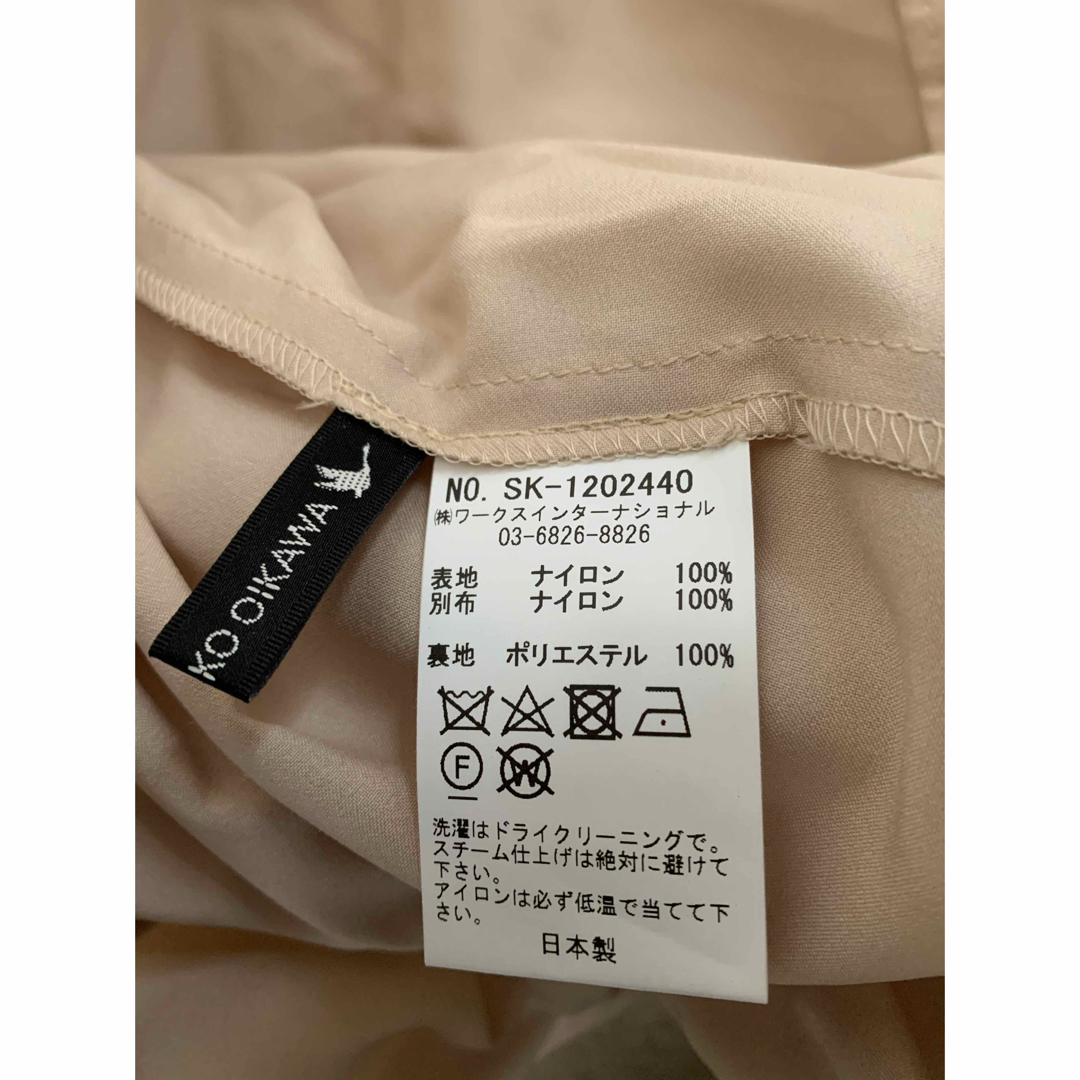 KO OIKAWA
NO. SK-1202440
㈱ワークスインターナショナル
03-6826-8826
表地 ナイロン 100%
別布 ナイロン 100%
裏地 ポリエステル 100%
F W
洗濯はドライクリーニングで。
スチーム仕上げは絶対に避けて
下さい。
アイロンは必ず低温で当てて下
さい。
日本製